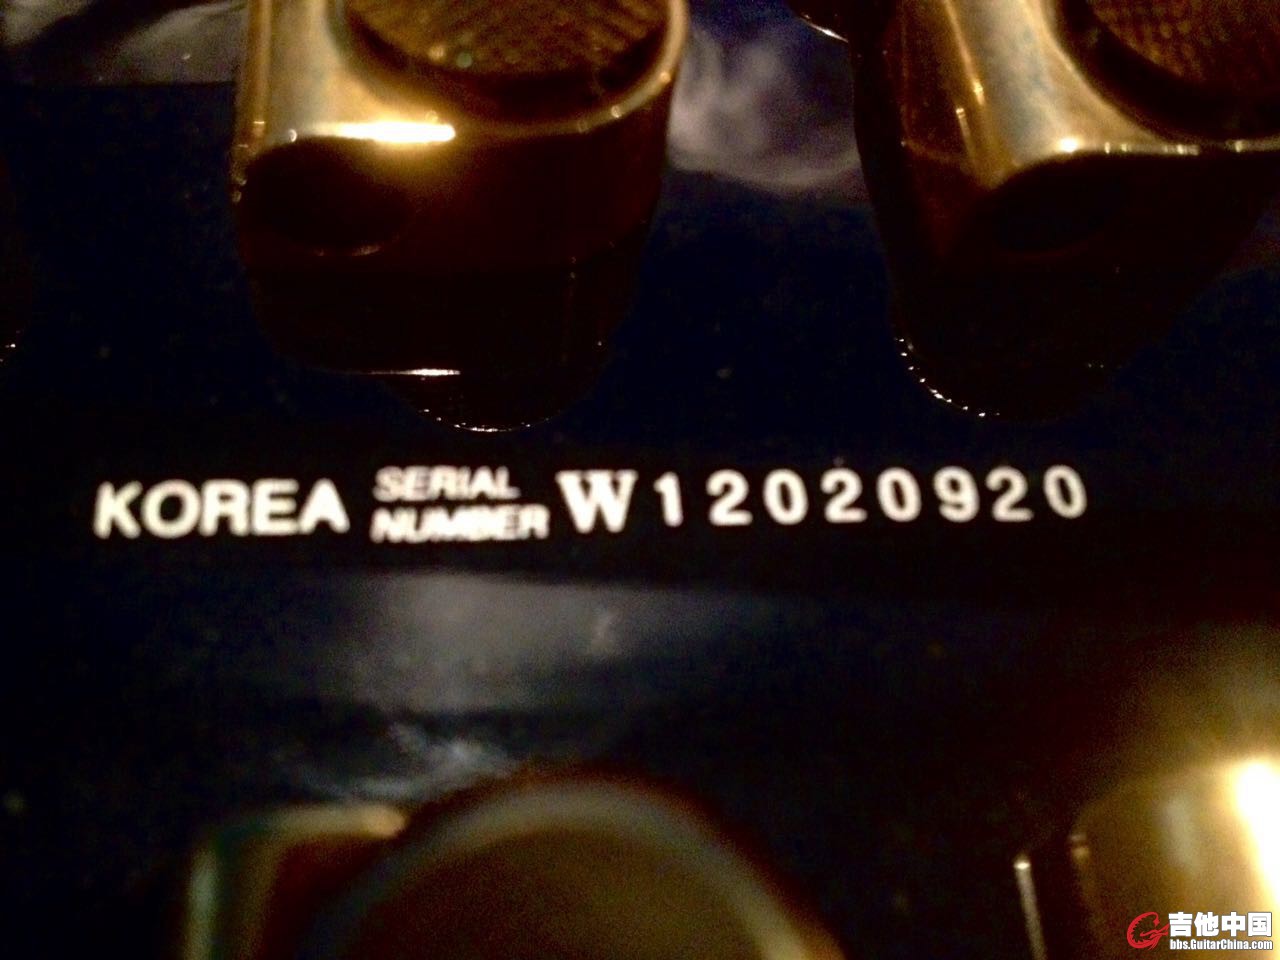 KOREA SERIAL NUMBER W12020920
吉他中国
bbs.GuitarChina.com